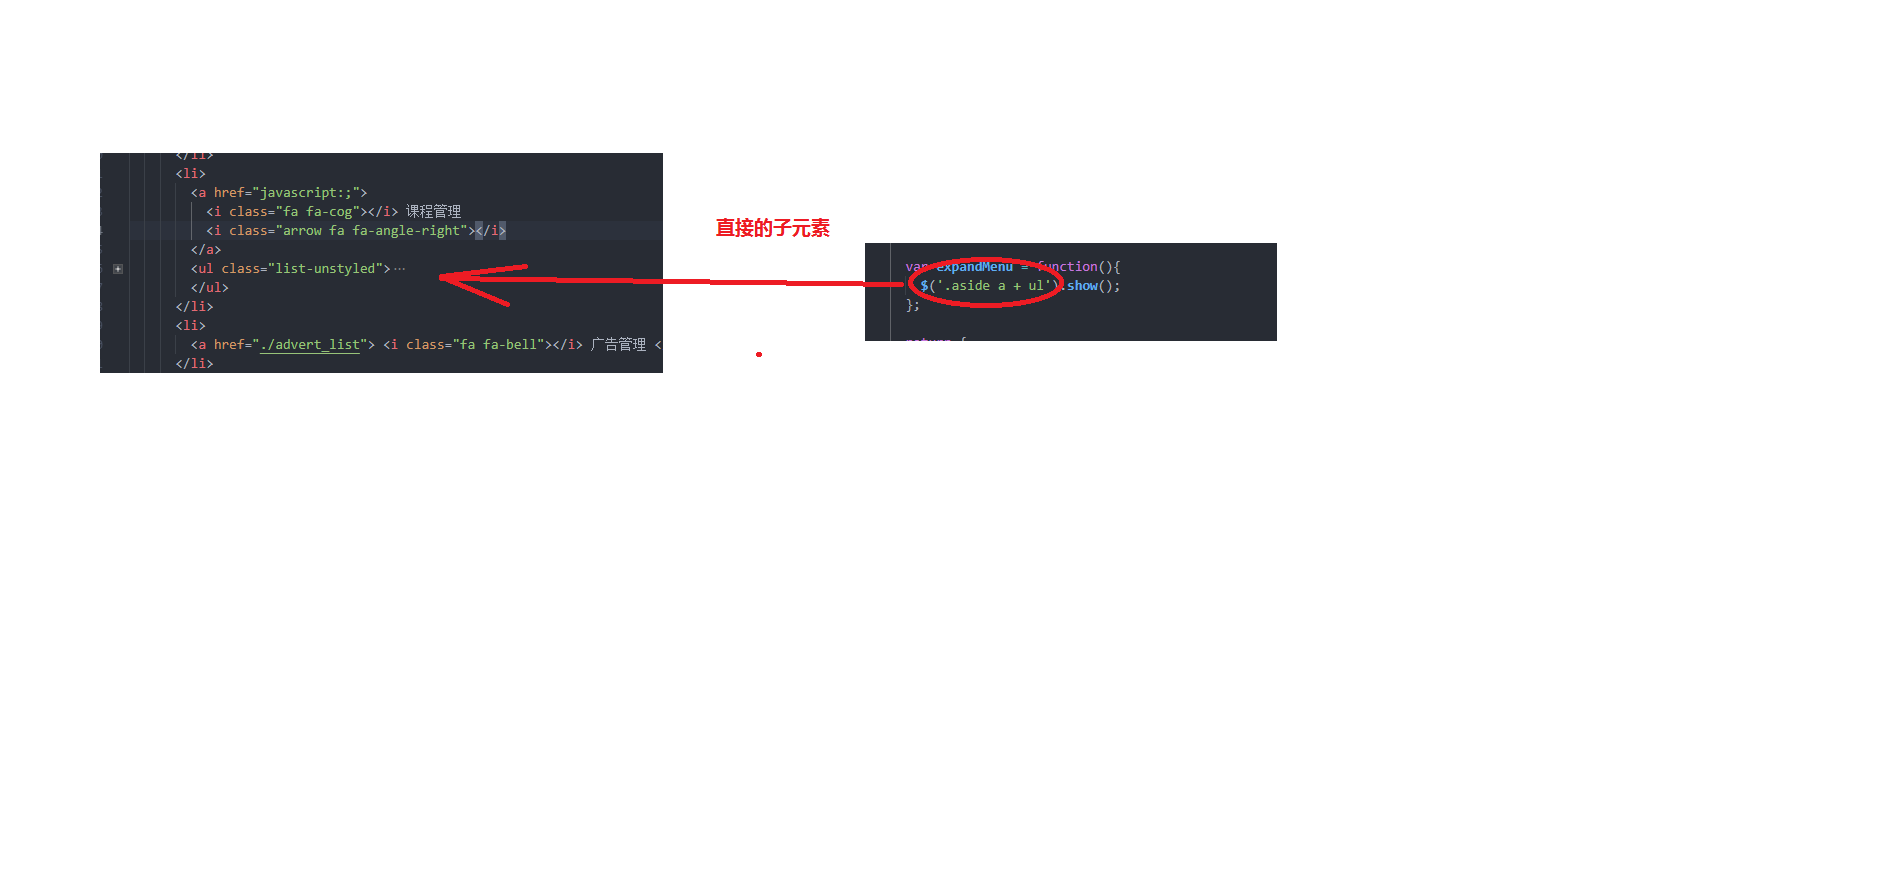 </li>
<li>
<a href="javascript:;">
<i class="fa fa-cog"></i> 课程管理
<i class="arrow fa fa-angle-right"></i>
</a>
<ul class="list-unstyled">…
</ul>
</li>
<li>
<a href="./advert_list"> <i class="fa fa-bell"></i> 广告管理 <
</li>
直接的子元素
var expandMenu = function(){
$('.aside a + ul').show();
};
return {